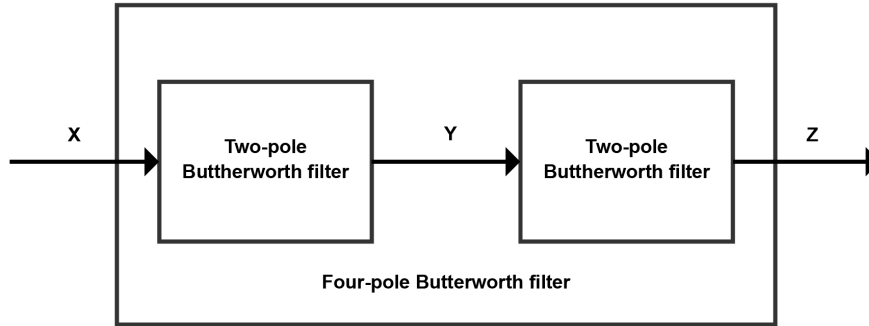 X
Two-pole
Buttherworth filter
Y
Two-pole
Buttherworth filter
Z
Four-pole Butterworth filter